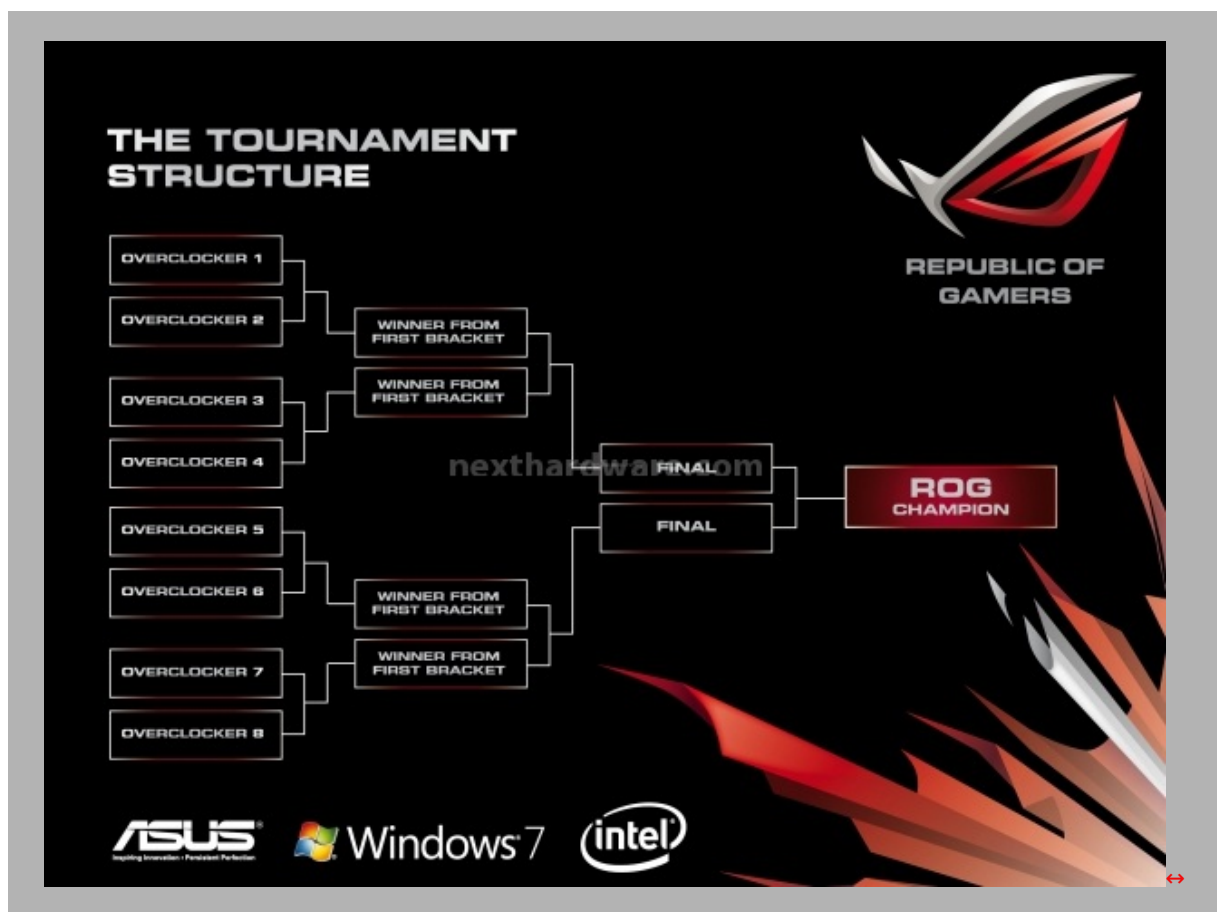 THE TOURNAMENT
STRUCTURE
REPUBLIC OF
GAMERS
OVERCLOCKER 1
OVERCLOCKER 2
WINNER FROM
FIRST BRACKET
WINNER FROM
FIRST BRACKET
OVERCLOCKER 3
OVERCLOCKER 4
nexthardware.com
FINAL
FINAL
ROG
CHAMPION
OVERCLOCKER 5
OVERCLOCKER 6
WINNER FROM
FIRST BRACKET
WINNER FROM
FIRST BRACKET
OVERCLOCKER 7
OVERCLOCKER 8
ASUS®
Inspiring Innovation • Persistent Perfection
Windows 7
intel®